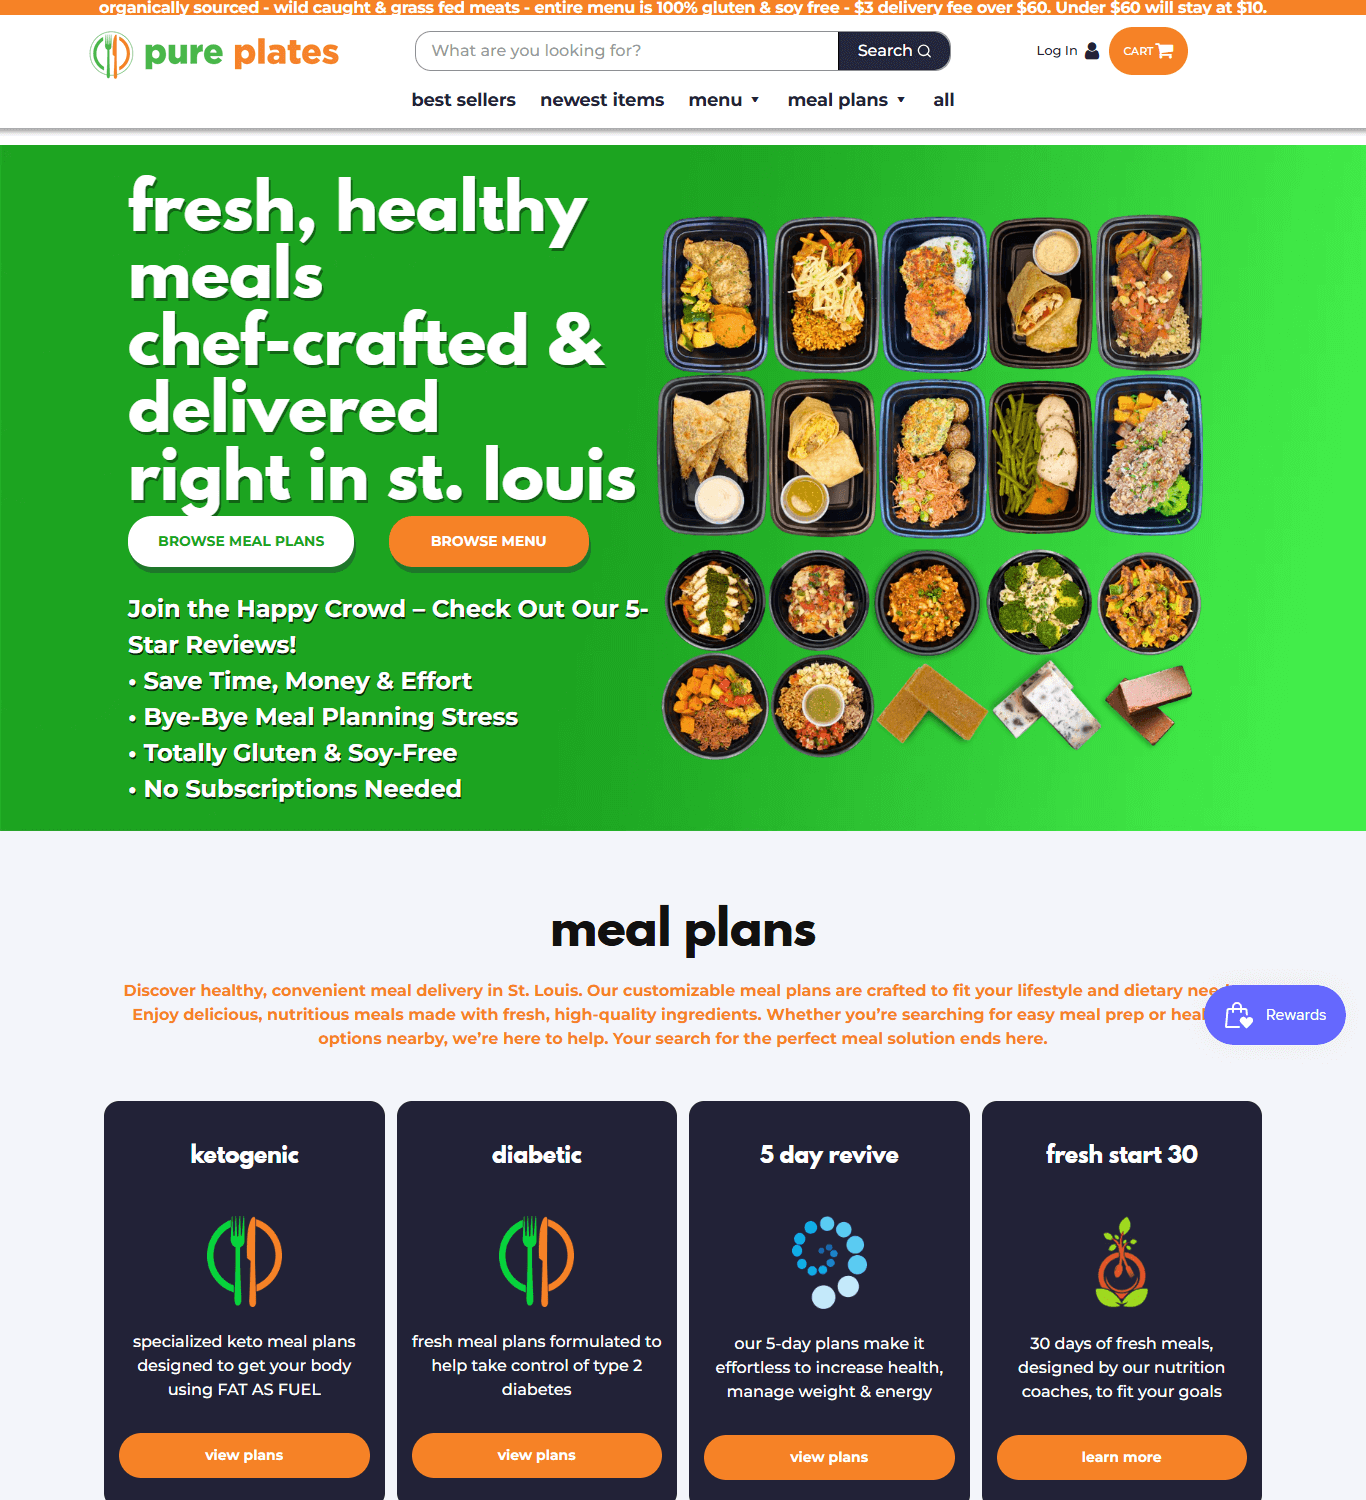 organically sourced - wild caught & grass fed meats - entire menu is 100% gluten & soy free - $3 delivery fee over $60. Under $60 will stay at $10.
pure plates
What are you looking for?
Search
Log In
CART
best sellers newest items menu meal plans all
fresh, healthy
meals
chef-crafted &
delivered
right in st. louis
BROWSE MEAL PLANS
BROWSE MENU
Join the Happy Crowd – Check Out Our 5-
Star Reviews!
• Save Time, Money & Effort
• Bye-Bye Meal Planning Stress
• Totally Gluten & Soy-Free
• No Subscriptions Needed
meal plans
Discover healthy, convenient meal delivery in St. Louis. Our customizable meal plans are crafted to fit your lifestyle and dietary
Enjoy delicious, nutritious meals made with fresh, high-quality ingredients. Whether you’re searching for easy meal prep or
options nearby, we’re here to help. Your search for the perfect meal solution ends here.
Rewards
ketogenic
specialized keto meal plans
designed to get your body
using FAT AS FUEL
view plans
diabetic
fresh meal plans formulated to
help take control of type 2
diabetes
view plans
5 day revive
our 5-day plans make it
effortless to increase health,
manage weight & energy
view plans
fresh start 30
30 days of fresh meals,
designed by our nutrition
coaches, to fit your goals
learn more